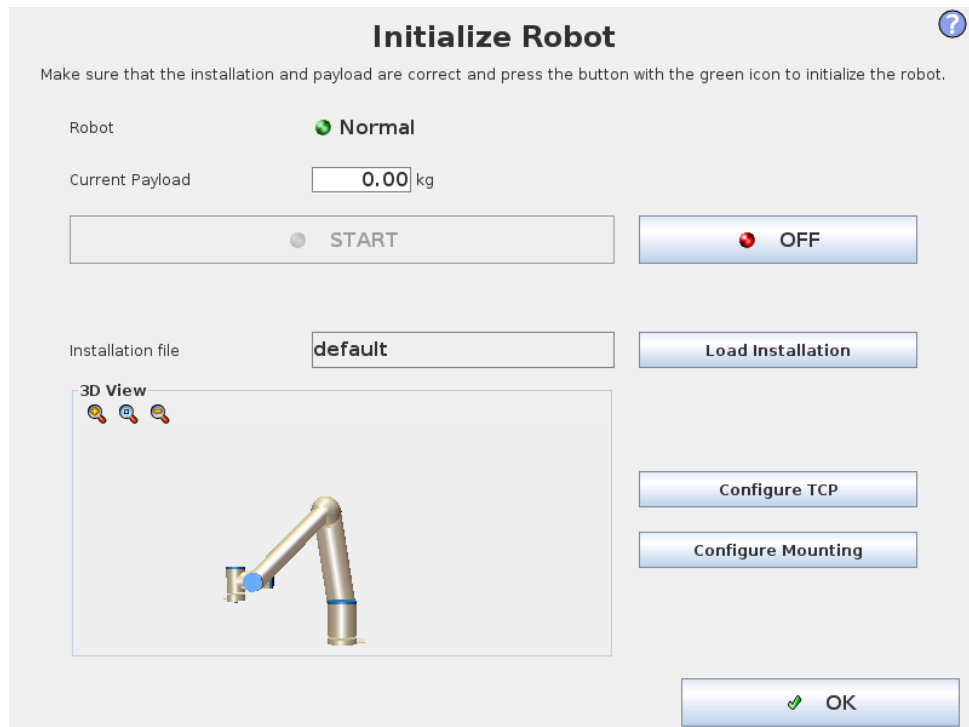 Initialize Robot
?
Make sure that the installation and payload are correct and press the button with the green icon to initialize the robot.
Robot Normal
Current Payload 0.00 kg
START OFF
Installation file default Load Installation
3D View
Configure TCP
Configure Mounting
OK